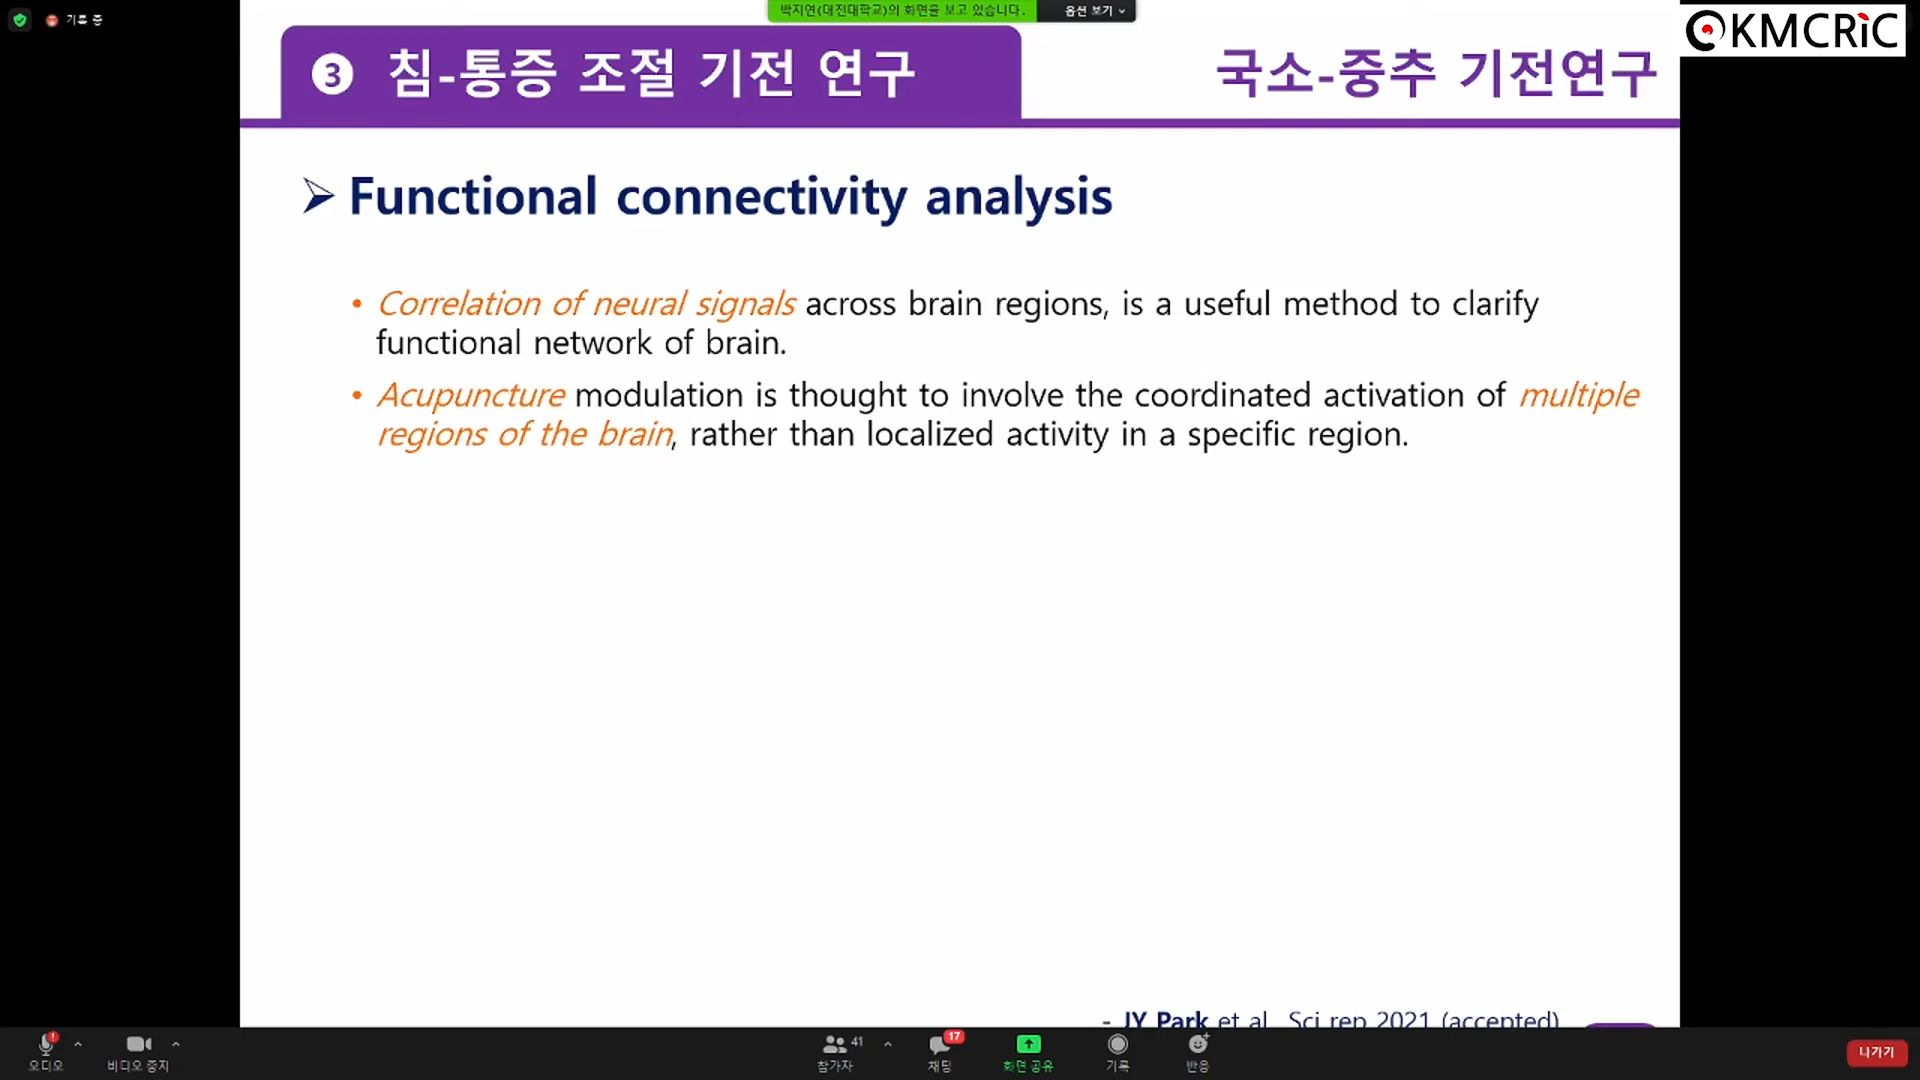 기록 중
박지연(대전대학교)의 화면을 보고 있습니다.
옵션 보기
KMCRiC
3 침-통증 조절 기전 연구
국소-중추 기전연구
Functional connectivity analysis
• Correlation of neural signals across brain regions, is a useful method to clarify
functional network of brain.
• Acupuncture modulation is thought to involve the coordinated activation of multiple
regions of the brain, rather than localized activity in a specific region.
- JY Park et al., Sci rep 2021 (accepted)
오디오
비디오 중지
참가자
41
채팅
17
화면 공유
기록
반응
나가기